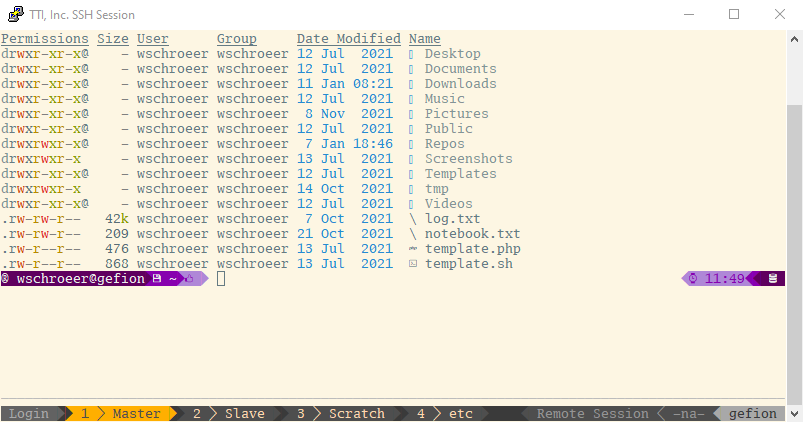 TTI, Inc. SSH Session
Permissions Size User Group Date Modified Name
drwxr-xr-x@ - wschroeer wschroeer 12 Jul 2021 Desktop
drwxr-xr-x@ - wschroeer wschroeer 12 Jul 2021 Documents
drwxr-xr-x@ - wschroeer wschroeer 11 Jan 08:21 Downloads
drwxr-xr-x@ - wschroeer wschroeer 12 Jul 2021 Music
drwxr-xr-x@ - wschroeer wschroeer 8 Nov 2021 Pictures
drwxr-xr-x@ - wschroeer wschroeer 12 Jul 2021 Public
drwxrwxr-x@ - wschroeer wschroeer 7 Jan 18:46 Repos
drwxrwxr-x - wschroeer wschroeer 13 Jul 2021 Screenshots
drwxr-xr-x@ - wschroeer wschroeer 12 Jul 2021 Templates
drwxrwxr-x - wschroeer wschroeer 14 Oct 2021 tmp
drwxr-xr-x@ - wschroeer wschroeer 12 Jul 2021 Videos
.rw-rw-r-- 42k wschroeer wschroeer 7 Oct 2021 \ log.txt
.rw-rw-r-- 209 wschroeer wschroeer 21 Oct 2021 \ notebook.txt
.rw-r--r-- 476 wschroeer wschroeer 13 Jul 2021 template.php
.rw-r--r-- 868 wschroeer wschroeer 13 Jul 2021 template.sh
@ wschroeer@gefion ~ 11:49
Login 1 Master 2 Slave 3 Scratch 4 etc Remote Session -na- gefion